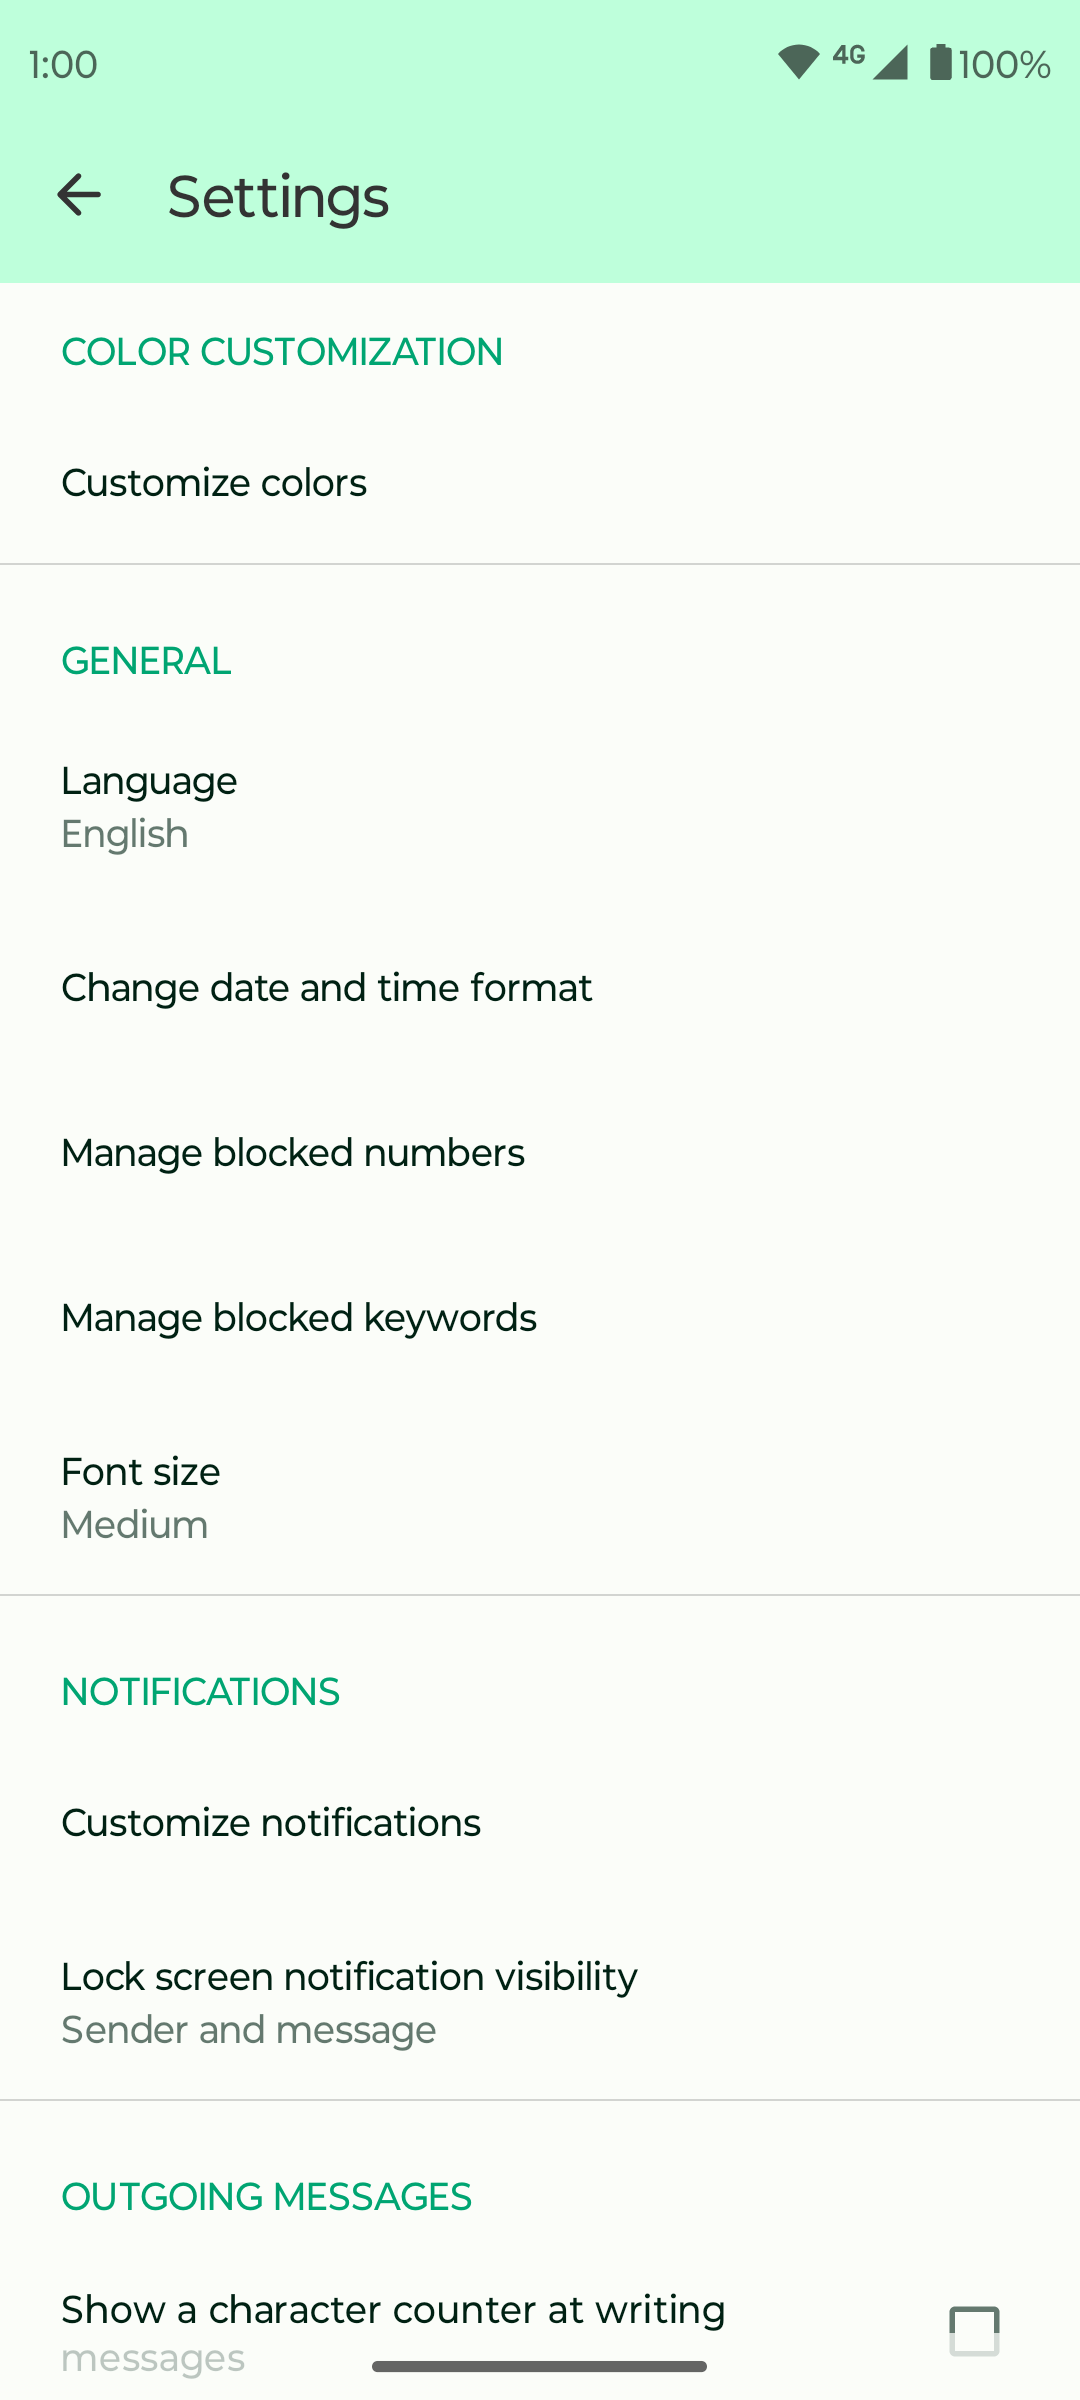 1:00
4G
100%
Settings
COLOR CUSTOMIZATION
Customize colors
GENERAL
Language
English
Change date and time format
Manage blocked numbers
Manage blocked keywords
Font size
Medium
NOTIFICATIONS
Customize notifications
Lock screen notification visibility
Sender and message
OUTGOING MESSAGES
Show a character counter at writing
messages